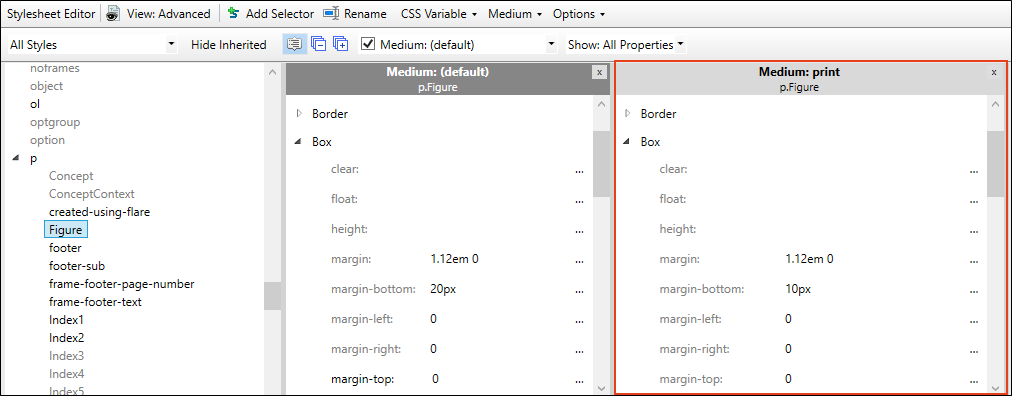 Stylesheet Editor View: Advanced Add Selector Rename CSS Variable Medium Options
All Styles Hide Inherited Medium: (default) Show: All Properties
noframes
object
ol
optgroup
option
p
Concept
ConceptContext
created-using-flare
Figure
footer
footer-sub
frame-footer-page-number
frame-footer-text
Index1
Index2
Index3
Index4
Index5
Medium: (default) x
p.Figure
Border
Box
clear: ...
float: ...
height: ...
margin: 1.12em 0 ...
margin-bottom: 20px ...
margin-left: 0 ...
margin-right: 0 ...
margin-top: 0 ...
Medium: print x
p.Figure
Border
Box
clear: ...
float: ...
height: ...
margin: 1.12em 0 ...
margin-bottom: 10px ...
margin-left: 0 ...
margin-right: 0 ...
margin-top: 0 ...